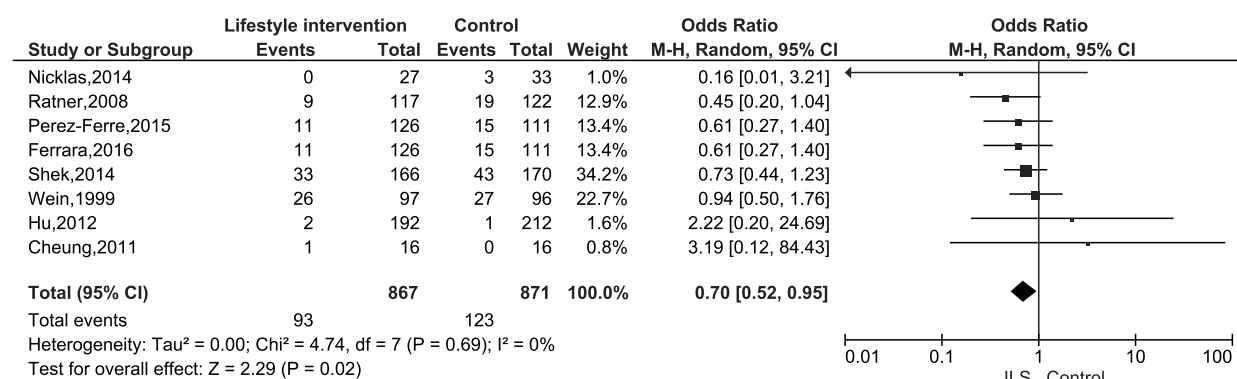 Lifestyle intervention Control Odds Ratio Odds Ratio
Study or Subgroup Events Total Events Total Weight M-H, Random, 95% CI M-H, Random, 95% CI
Nicklas,2014 0 27 3 33 1.0% 0.16 [0.01, 3.21]
Ratner,2008 9 117 19 122 12.9% 0.45 [0.20, 1.04]
Perez-Ferre,2015 11 126 15 111 13.4% 0.61 [0.27, 1.40]
Ferrara,2016 11 126 15 111 13.4% 0.61 [0.27, 1.40]
Shek,2014 33 166 43 170 34.2% 0.73 [0.44, 1.23]
Wein,1999 26 97 27 96 22.7% 0.94 [0.50, 1.76]
Hu,2012 2 192 1 212 1.6% 2.22 [0.20, 24.69]
Cheung,2011 1 16 0 16 0.8% 3.19 [0.12, 84.43]
Total (95% CI) 867 871 100.0% 0.70 [0.52, 0.95]
Total events 93 123
Heterogeneity: Tau² = 0.00; Chi² = 4.74, df = 7 (P = 0.69); I² = 0%
Test for overall effect: Z = 2.29 (P = 0.02)
0.01 0.1 1 10 100
Control